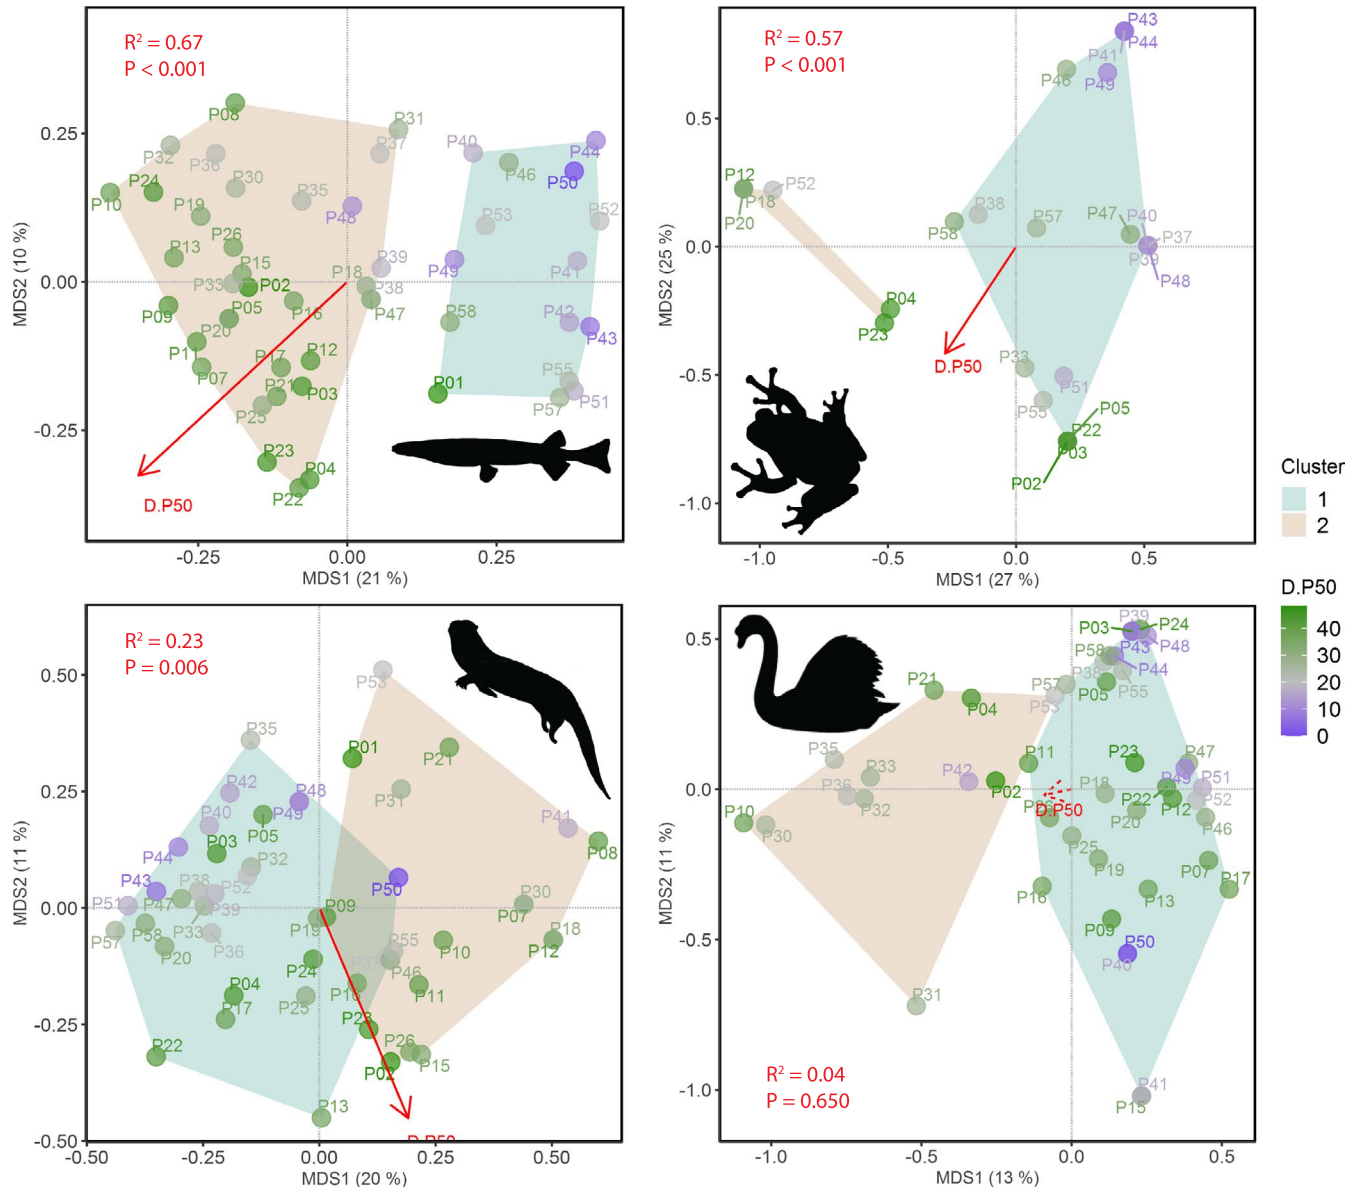 R² = 0.67
P < 0.001
P08
P31
P32
P36
P37
P24
P30
P10
P19
P35
P48
P26
P13
P15
P33
P02
P39
P18
P38
P09
P05
P16
P47
P20
P11
P17
P12
P07
P21
P03
P25
P23
P04
P22
D.P50
P40
P44
P46
P50
P53
P52
P49
P41
P58
P42
P43
P01
P55
P57
P51
0.25
0.00
-0.25
MDS2 (10 %)
-0.25
0.00
0.25
MDS1 (21 %)
R² = 0.57
P < 0.001
P43
P44
P41
P46
P49
P12
P52
P18
P20
P38
P58
P57
P47
P40
P37
P39
P48
P04
P23
D.P50
P33
P51
P55
P05
P22
P03
P02
0.5
0.0
-0.5
-1.0
MDS2 (25 %)
-1.0
-0.5
0.0
0.5
MDS1 (27 %)
Cluster
1
2
D.P50
40
30
20
10
0
R² = 0.23
P = 0.006
P53
P35
P01
P21
P42
P48
P31
P40
P49
P05
P41
P03
P08
P44
P32
P43
P52
P50
P38
P51
P47
P39
P30
P09
P07
P57
P58
P33
P19
P18
P20
P36
P55
P10
P12
P24
P37
P46
P04
P16
P11
P17
P25
P23
P22
P26
P15
P02
P13
D.P50
0.50
0.25
0.00
-0.25
-0.50
MDS2 (11 %)
-0.50
-0.25
0.00
0.25
0.50
MDS1 (20 %)
P39
P03
P24
P58
P43
P48
P38
P44
P21
P57
P55
P04
P53
P05
P35
P11
P23
P47
P33
P42
P49
P51
P36
P02
P18
P22
P52
P32
P12
P10
D.P50
P20
P46
P30
P25
P19
P07
P17
P16
P13
P09
P50
P40
P31
P41
P15
R² = 0.04
P = 0.650
0.5
0.0
-0.5
-1.0
MDS2 (11 %)
-1.0
-0.5
0.0
0.5
MDS1 (13 %)